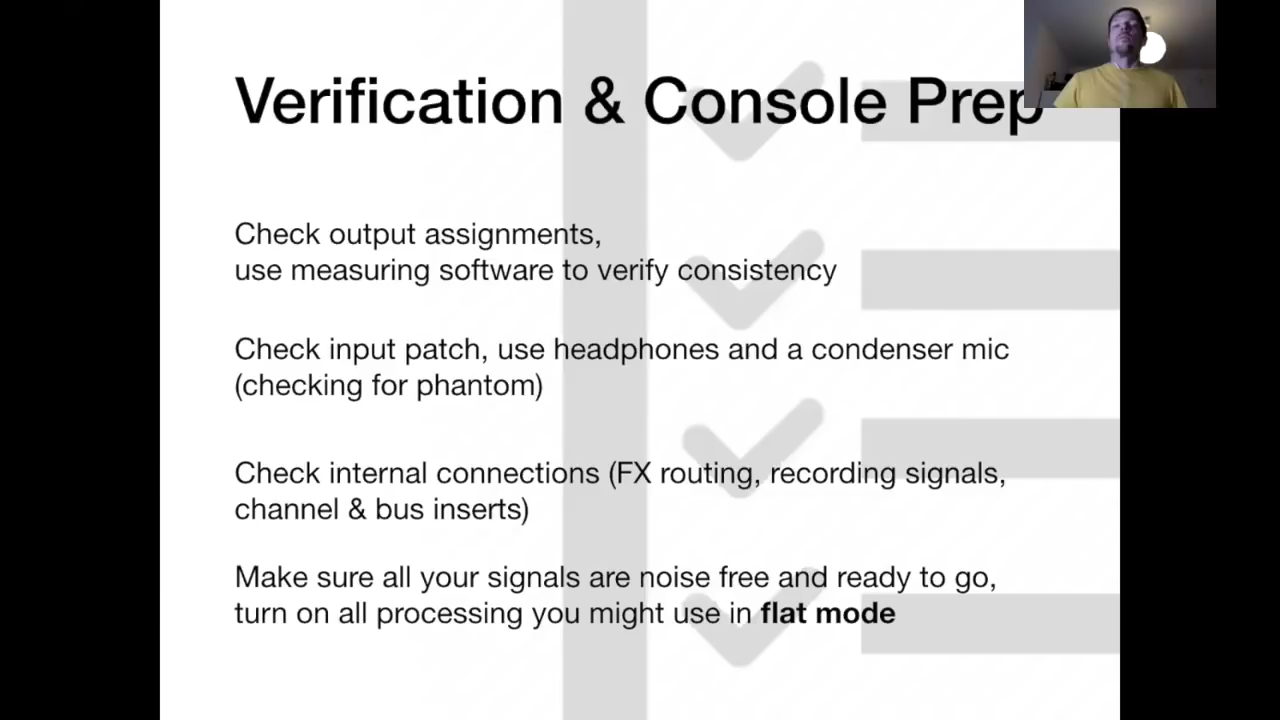 Verification & Console Prep
Check output assignments,
use measuring software to verify consistency
Check input patch, use headphones and a condenser mic
(checking for phantom)
Check internal connections (FX routing, recording signals,
channel & bus inserts)
Make sure all your signals are noise free and ready to go,
turn on all processing you might use in flat mode